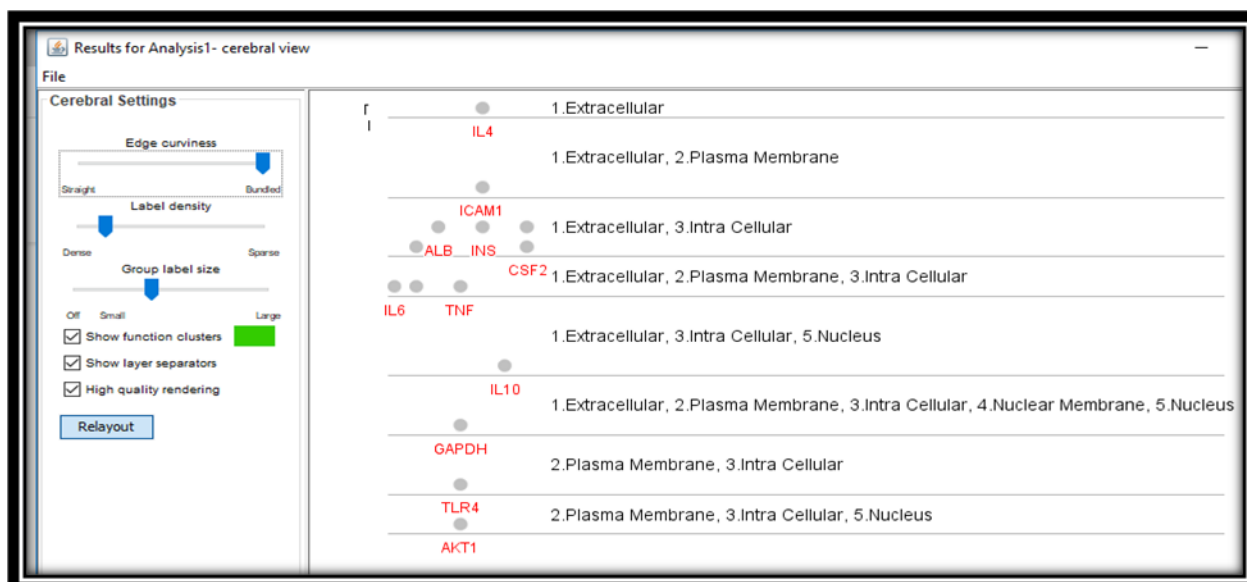 Results for Analysis1- cerebral view
File
Cerebral Settings
Edge curviness
Straight Bundled
Label density
Dense Sparse
Group label size
Off Small Large
Show function clusters
Show layer separators
High quality rendering
Relayout
1.Extracellular
IL4
1.Extracellular, 2.Plasma Membrane
ICAM1
1.Extracellular, 3.Intra Cellular
ALB INS
CSF2
1.Extracellular, 2.Plasma Membrane, 3.Intra Cellular
IL6 TNF
1.Extracellular, 3.Intra Cellular, 5.Nucleus
IL10
1.Extracellular, 2.Plasma Membrane, 3.Intra Cellular, 4.Nuclear Membrane, 5.Nucleus
GAPDH
2.Plasma Membrane, 3.Intra Cellular
TLR4
2.Plasma Membrane, 3.Intra Cellular, 5.Nucleus
AKT1